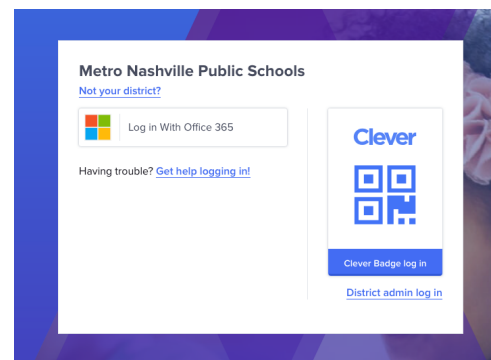 Metro Nashville Public Schools
Not your district?
Log in With Office 365
Having trouble? Get help logging in!
Clever
Clever Badge log in
District admin log in